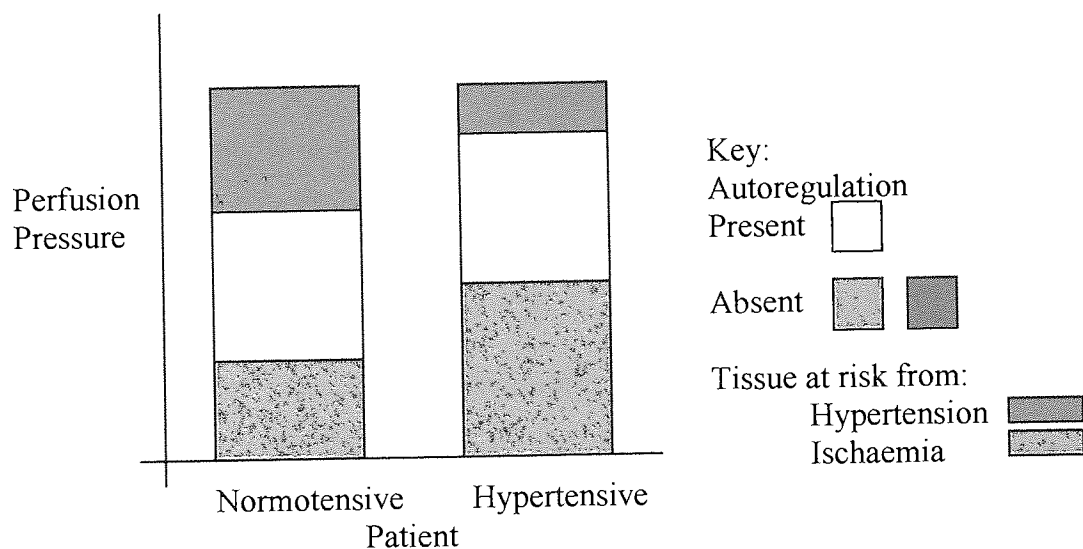 Perfusion
Pressure
Normotensive
Hypertensive
Patient
Key:
Autoregulation
Present
Absent
Tissue at risk from:
Hypertension
Ischaemia